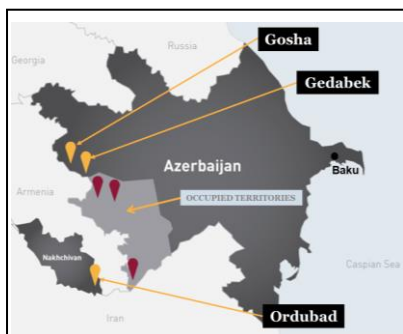 Gosha
Russia
Georgia
Gedabek
Azerbaijan
Baku
Armenia
OCCUPIED TERRITORIES
Nakhchivan
Caspian Sea
Ordubad
Iran